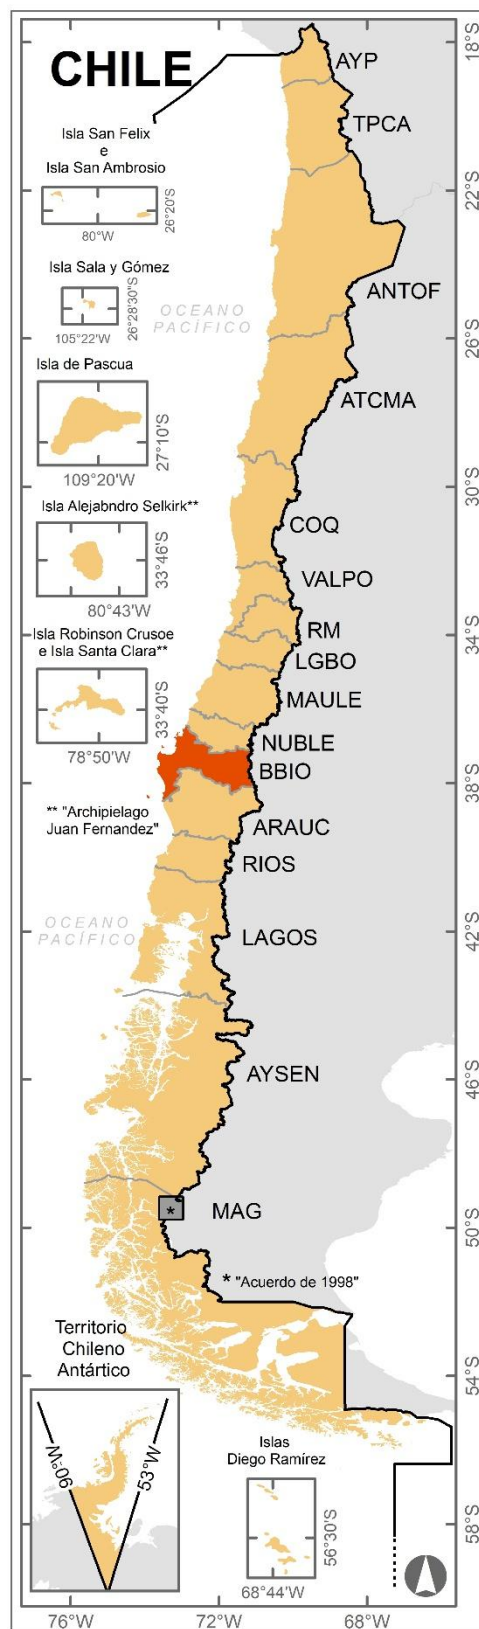 CHILE
18°S
AYP
TPCA
Isla San Felix
e
Isla San Ambrosio
26°20'S
80°W
22°S
Isla Sala y Gómez
26°28'30"S
105°22'W
OCEANO
PACÍFICO
ANTOF
26°S
Isla de Pascua
27°10'S
109°20'W
ATCMA
30°S
Isla Alejabndro Selkirk**
33°46'S
80°43'W
COQ
VALPO
34°S
Isla Robinson Crusoe
e Isla Santa Clara**
33°40'S
78°50'W
RM
LGBO
MAULE
NUBLE
BBIO
38°S
** "Archipielago
Juan Fernandez"
ARAUC
RIOS
OCEANO
PACÍFICO
42°S
LAGOS
AYSEN
46°S
*
MAG
50°S
* "Acuerdo de 1998"
Territorio
Chileno
Antártico
54°S
90°W
53°W
Islas
Diego Ramírez
56°30'S
68°44'W
58°S
76°W
72°W
68°W